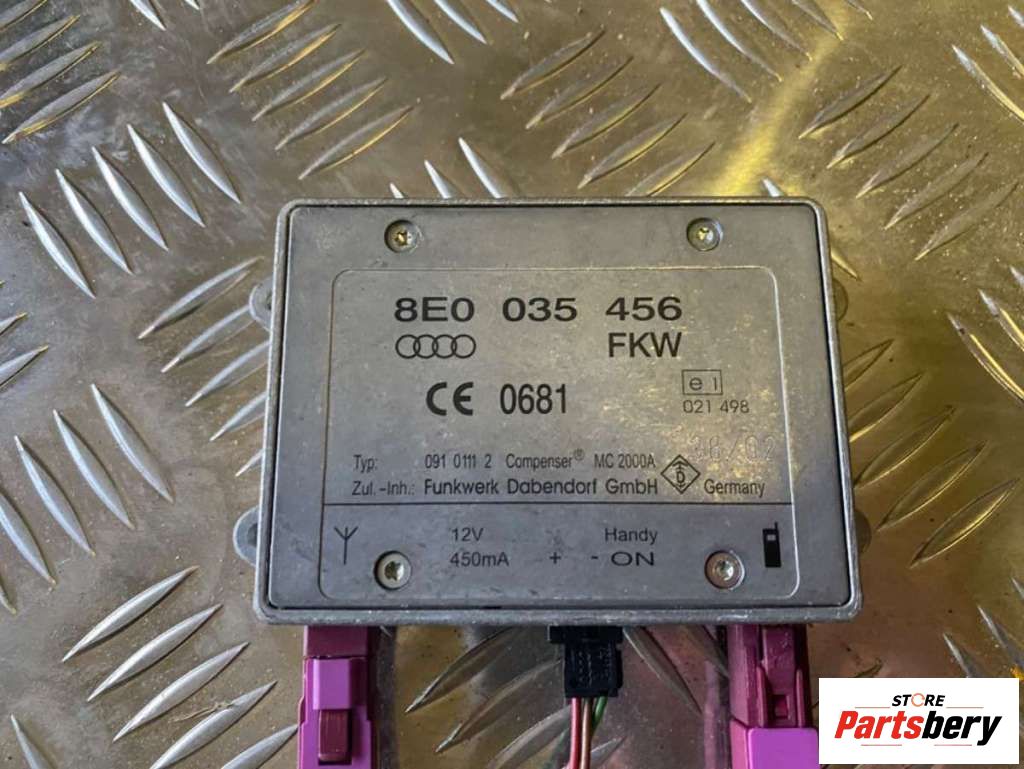 8E0 035 456
FKW
CE 0681
e1
021 498
36/02
Typ: 091 0111 2 Compenser® MC 2000A
Zul.-Inh.: Funkwerk Dabendorf GmbH D Germany
12V Handy
450mA + - ON
STORE
Partsbery